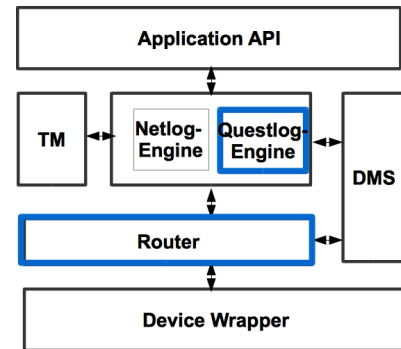 Application API
TM
Netlog-
Engine
Questlog-
Engine
DMS
Router
Device Wrapper